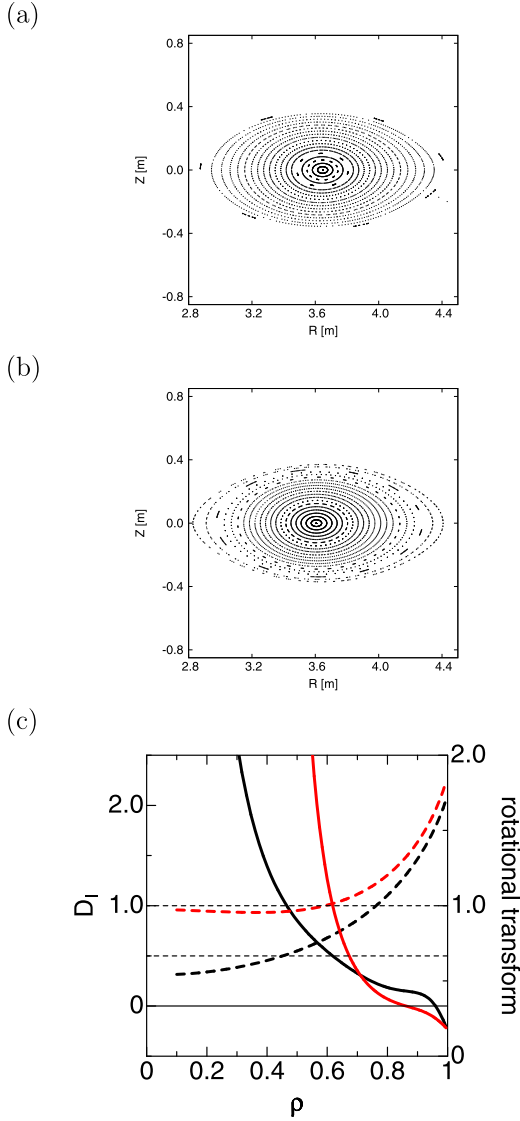 (a)
0.8
0.4
0.0
-0.4
-0.8
Z [m]
2.8 3.2 3.6 4.0 4.4
R [m]
(b)
0.8
0.4
0.0
-0.4
-0.8
Z [m]
2.8 3.2 3.6 4.0 4.4
R [m]
(c)
2.0
1.0
0
D_I
2.0
1.0
0
rotational transform
0 0.2 0.4 0.6 0.8 1
ρ